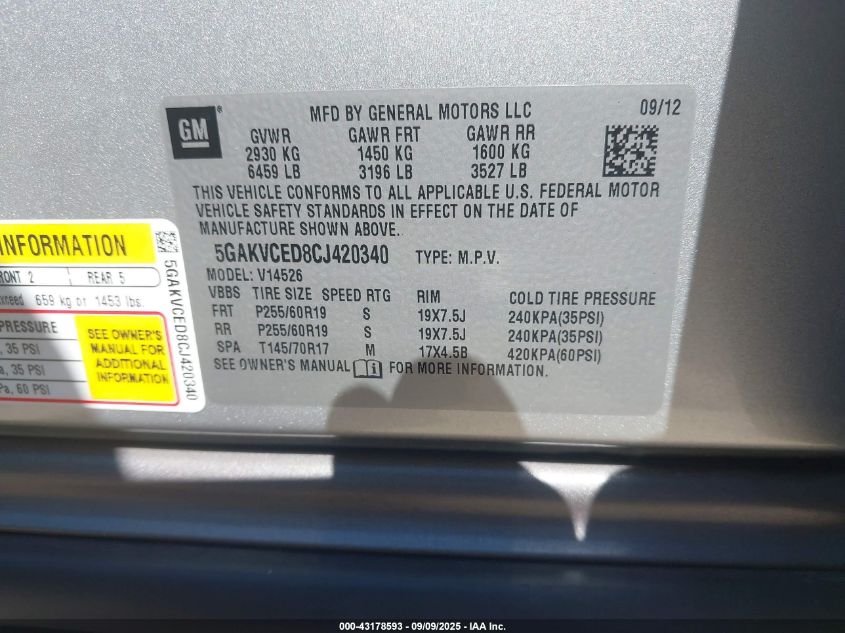 GM
MFD BY GENERAL MOTORS LLC 09/12
GVWR GAWR FRT GAWR RR
2930 KG 1450 KG 1600 KG
6459 LB 3196 LB 3527 LB
THIS VEHICLE CONFORMS TO ALL APPLICABLE U.S. FEDERAL MOTOR
VEHICLE SAFETY STANDARDS IN EFFECT ON THE DATE OF
MANUFACTURE SHOWN ABOVE.
5GAKVCED8CJ420340 TYPE: M.P.V.
MODEL: V14526
VBBS TIRE SIZE SPEED RTG RIM COLD TIRE PRESSURE
FRT P255/60R19 S 19X7.5J 240KPA(35PSI)
RR P255/60R19 S 19X7.5J 240KPA(35PSI)
SPA T145/70R17 M 17X4.5B 420KPA(60PSI)
SEE OWNER'S MANUAL FOR MORE INFORMATION.
INFORMATION
FRONT 2 REAR 5
exceed 659 kg or 1453 lbs.
PRESSURE
, 35 PSI
a, 35 PSI
Pa, 60 PSI
SEE OWNER'S
MANUAL FOR
ADDITIONAL
INFORMATION
5GAKVCED8CJ420340
000-43178593 - 09/09/2025 - IAA Inc.